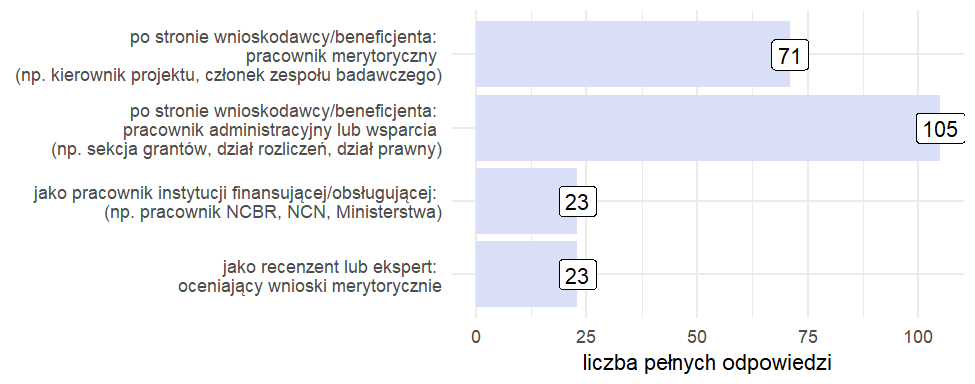 po stronie wnioskodawcy/beneficjenta:
pracownik merytoryczny
(np. kierownik projektu, członek zespołu badawczego)
71
po stronie wnioskodawcy/beneficjenta:
pracownik administracyjny lub wsparcia
(np. sekcja grantów, dział rozliczeń, dział prawny)
105
jako pracownik instytucji finansującej/obsługującej:
(np. pracownik NCBR, NCN, Ministerstwa)
23
jako recenzent lub ekspert:
oceniający wnioski merytorycznie
23
0 25 50 75 100
liczba pełnych odpowiedzi